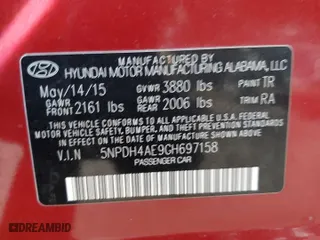 MANUFACTURED BY
HYUNDAI MOTOR MANUFACTURING ALABAMA, LLC
May/14/15 GVWR 3880 lbs PAINT TR
GAWR FRONT 2161 lbs GAWR REAR 2006 lbs TRIM RA
THIS VEHICLE CONFORMS TO ALL APPLICABLE
FEDERAL MOTOR VEHICLE SAFETY, BUMPER, AND
THEFT PREVENTION STANDARDS IN EFFECT ON
THE DATE OF MANUFACTURE SHOWN ABOVE.
V.I.N 5NPDH4AE9GH697158
PASSENGER CAR
DREAMBID